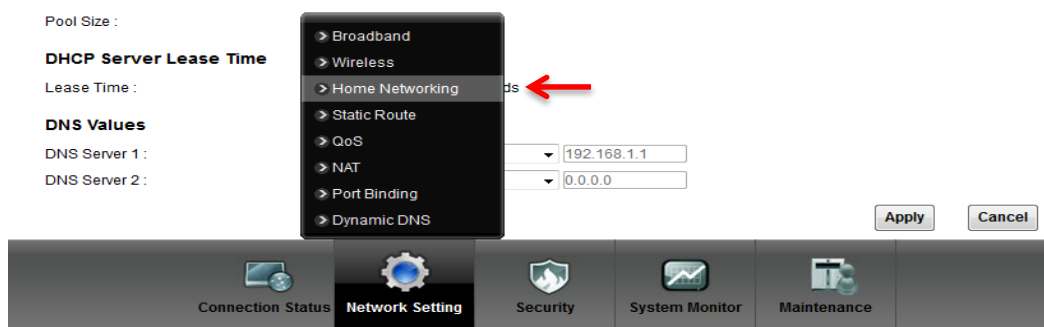 Pool Size :
Broadband
DHCP Server Lease Time
Wireless
Lease Time :
Home Networking
ds
Static Route
DNS Values
QoS
DNS Server 1 :
192.168.1.1
NAT
DNS Server 2 :
0.0.0.0
Port Binding
Dynamic DNS
Apply
Cancel
Connection Status
Network Setting
Security
System Monitor
Maintenance